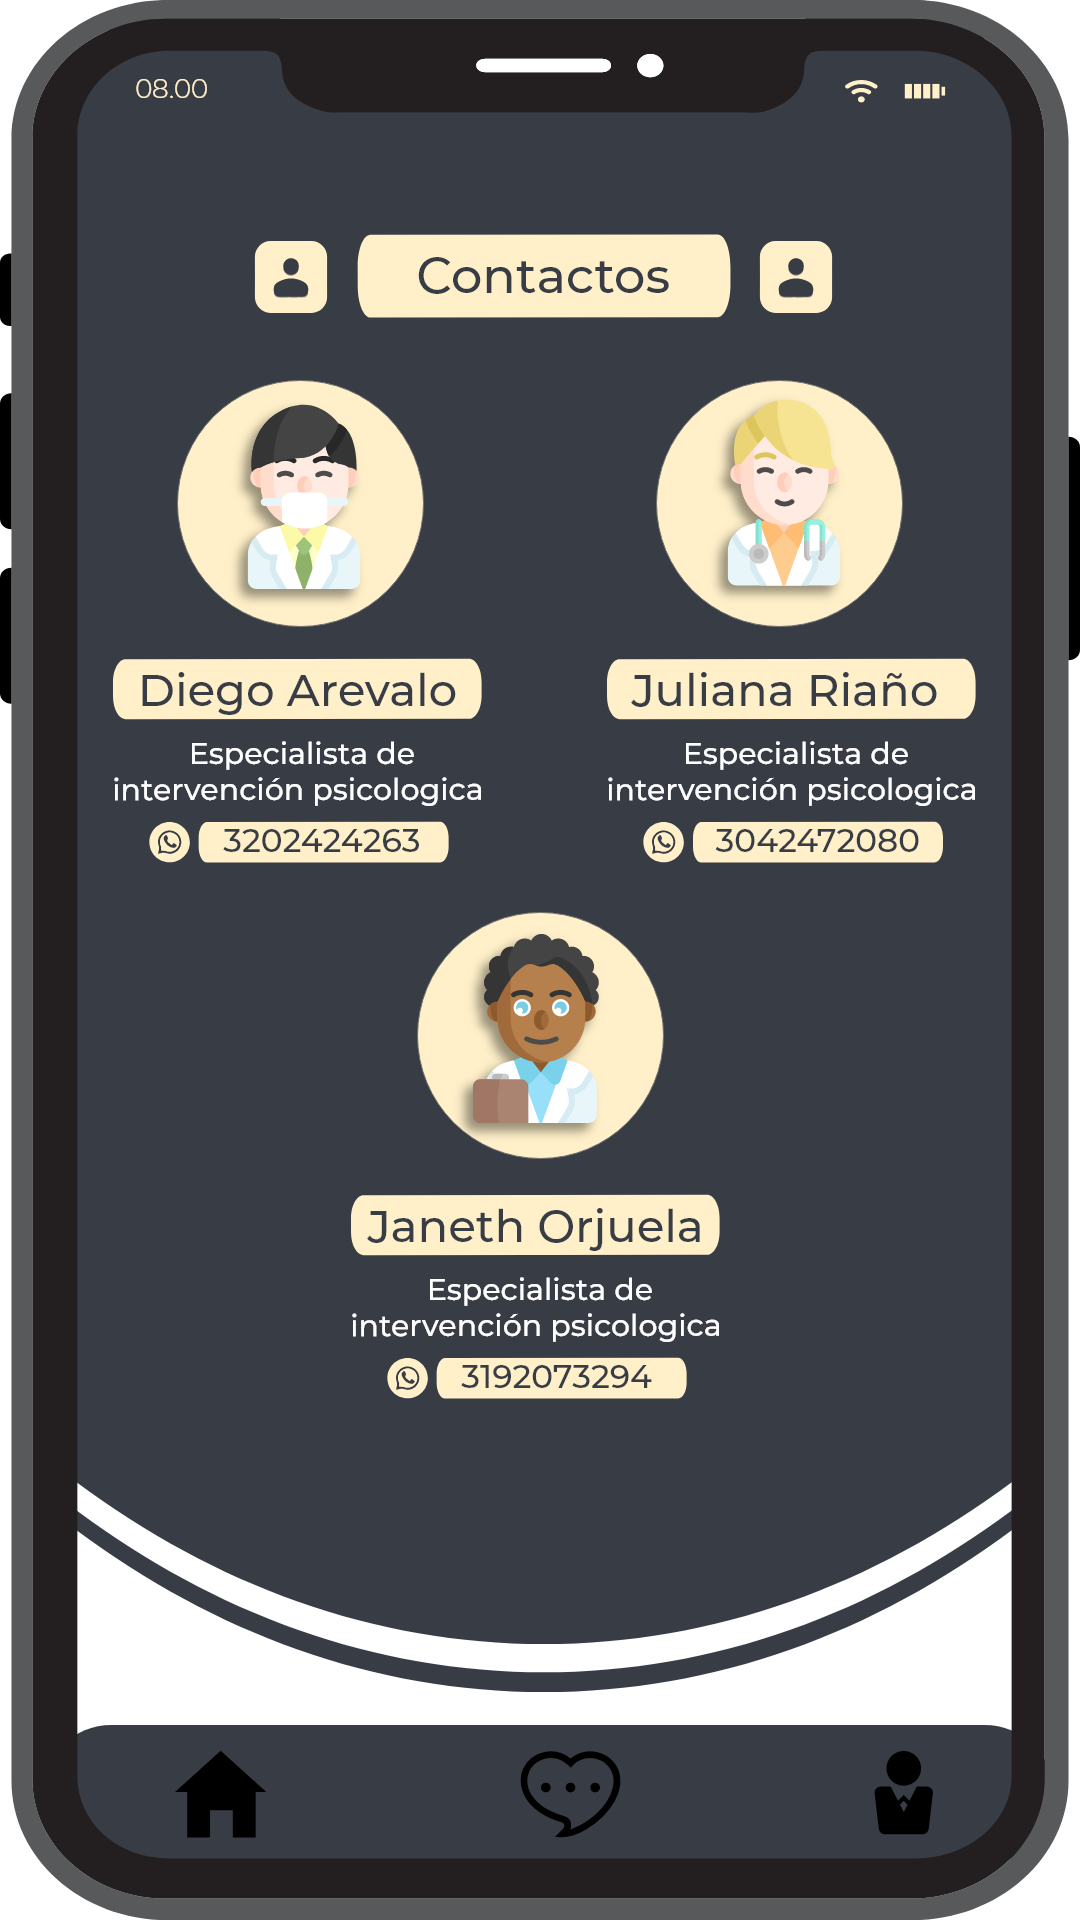 08.00
Contactos
Diego Arevalo
Especialista de
intervención psicologica
3202424263
Juliana Riaño
Especialista de
intervención psicologica
3042472080
Janeth Orjuela
Especialista de
intervención psicologica
3192073294